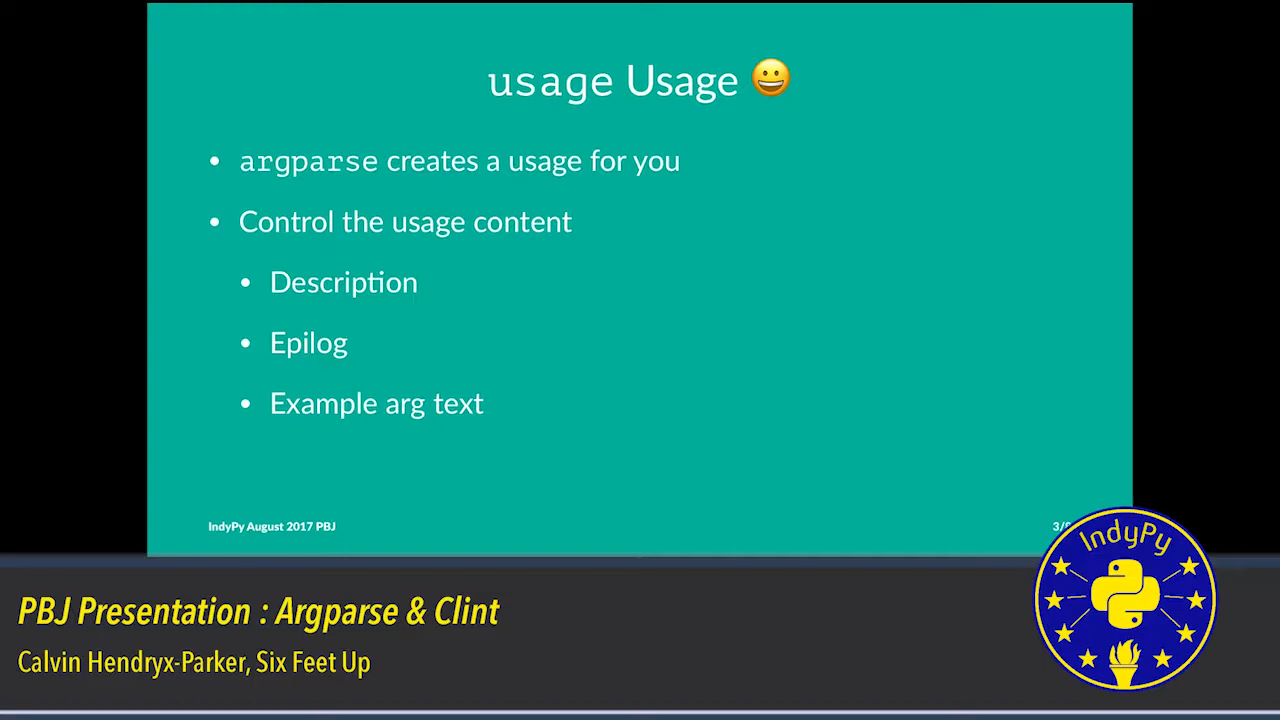 usage Usage 😀
• argparse creates a usage for you
• Control the usage content
• Description
• Epilog
• Example arg text
IndyPy August 2017 PBJ
3/
IndyPy
PBJ Presentation : Argparse & Clint
Calvin Hendryx-Parker, Six Feet Up